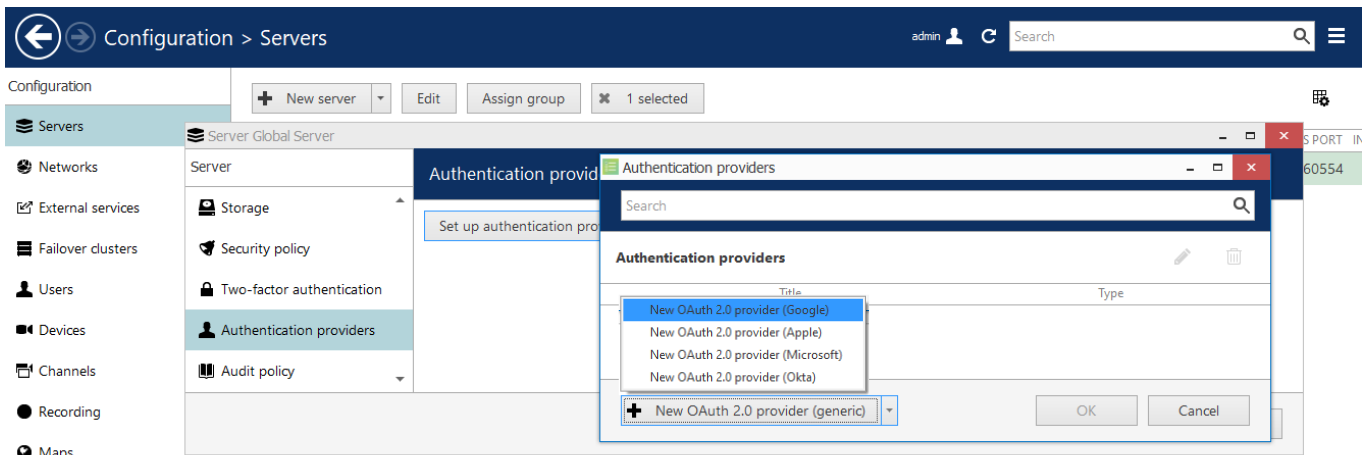 Configuration > Servers
admin
Search
Configuration
New server
Edit
Assign group
1 selected
Servers
Networks
External services
Failover clusters
Users
Devices
Channels
Recording
Maps
Server Global Server
S PORT IN
60554
Server
Storage
Security policy
Two-factor authentication
Authentication providers
Audit policy
Authentication provid
Set up authentication pro
Authentication providers
Search
Authentication providers
Title Type
New OAuth 2.0 provider (Google)
New OAuth 2.0 provider (Apple)
New OAuth 2.0 provider (Microsoft)
New OAuth 2.0 provider (Okta)
New OAuth 2.0 provider (generic)
OK
Cancel